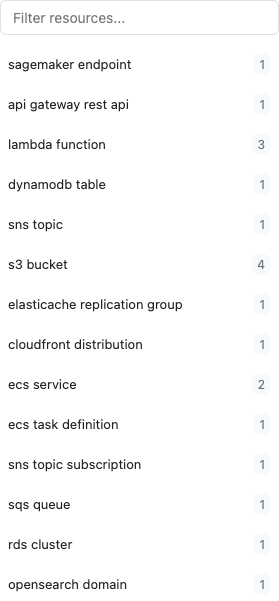 Filter resources...
sagemaker endpoint 1
api gateway rest api 1
lambda function 3
dynamodb table 1
sns topic 1
s3 bucket 4
elasticache replication group 1
cloudfront distribution 1
ecs service 2
ecs task definition 1
sns topic subscription 1
sqs queue 1
rds cluster 1
opensearch domain 1